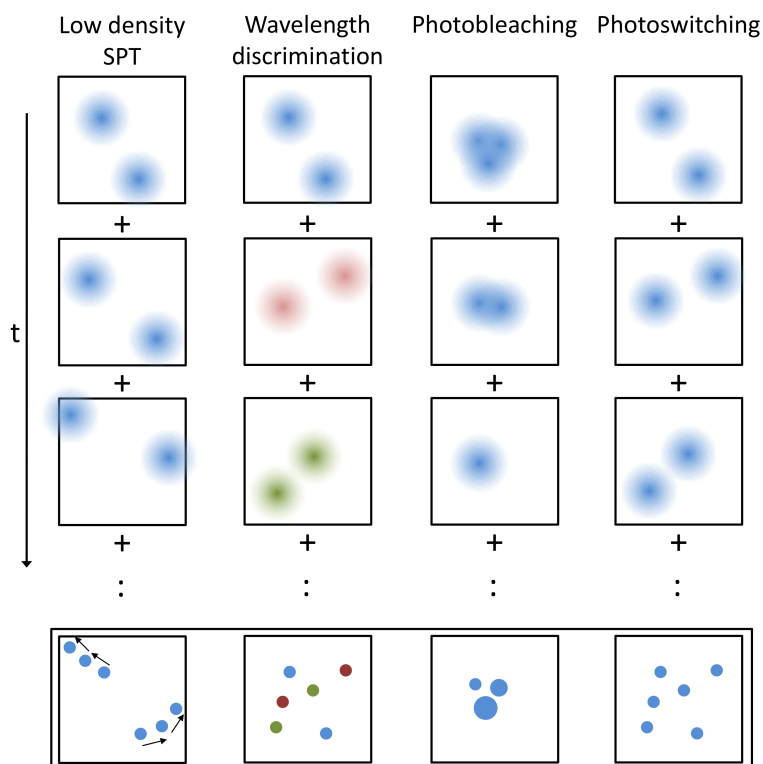 Low density
SPT
Wavelength
discrimination
Photobleaching
Photoswitching
+ + + +
t
+ + + +
+ + + +
: : : :